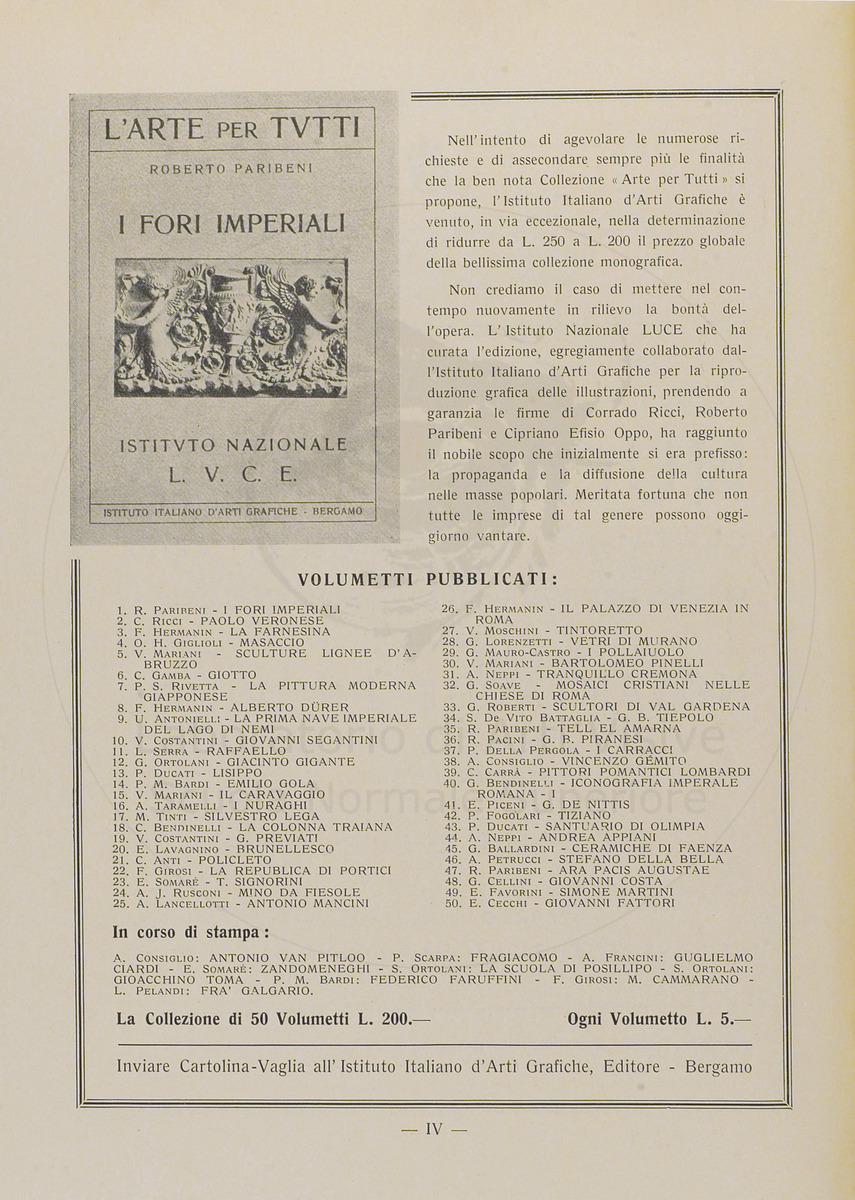 L'ARTE PER TVTTI
ROBERTO PARIBENI
I FORI IMPERIALI
ISTITVTO NAZIONALE
L. V. C. E.
ISTITUTO ITALIANO D'ARTI GRAFICHE - BERGAMO
Nell'intento di agevolare le numerose ri-
chieste e di assecondare sempre più le finalità
che la ben nota Collezione « Arte per Tutti » si
propone, l'Istituto Italiano d'Arti Grafiche è
venuto, in via eccezionale, nella determinazione
di ridurre da L. 250 a L. 200 il prezzo globale
della bellissima collezione monografica.
Non crediamo il caso di mettere nel con-
tempo nuovamente in rilievo la bontà del-
l'opera. L'Istituto Nazionale LUCE che ha
curata l'edizione, egregiamente collaborato dal-
l'Istituto Italiano d'Arti Grafiche per la ripro-
duzione grafica delle illustrazioni, prendendo a
garanzia le firme di Corrado Ricci, Roberto
Paribeni e Cipriano Efisio Oppo, ha raggiunto
il nobile scopo che inizialmente si era prefisso:
la propaganda e la diffusione della cultura
nelle masse popolari. Meritata fortuna che non
tutte le imprese di tal genere possono oggi-
giorno vantare.
VOLUMETTI PUBBLICATI:
1. R. PARIBENI - I FORI IMPERIALI
2. C. RICCI - PAOLO VERONESE
3. F. HERMANIN - LA FARNESINA
4. O. H. GIGLIOLI - MASACCIO
5. V. MARIANI - SCULTURE LIGNEE D'A-
BRUZZO
6. C. GAMBA - GIOTTO
7. P. S. RIVETTA - LA PITTURA MODERNA
GIAPPONESE
8. F. HERMANIN - ALBERTO DÜRER
9. U. ANTONIELLI - LA PRIMA NAVE IMPERIALE
DEL LAGO DI NEMI
10. V. COSTANTINI - GIOVANNI SEGANTINI
11. L. SERRA - RAFFAELLO
12. G. ORTOLANI - GIACINTO GIGANTE
13. P. DUCATI - LISIPPO
14. P. M. BARDI - EMILIO GOLA
15. V. MARIANI - IL CARAVAGGIO
16. A. TARAMELLI - I NURAGHI
17. M. TINTI - SILVESTRO LEGA
18. C. BENDINELLI - LA COLONNA TRAIANA
19. V. COSTANTINI - G. PREVIATI
20. E. LAVAGNINO - BRUNELLESCO
21. C. ANTI - POLICLETO
22. F. GIROSI - LA REPUBLICA DI PORTICI
23. E. SOMARÉ - T. SIGNORINI
24. A. J. RUSCONI - MINO DA FIESOLE
25. A. LANCELLOTTI - ANTONIO MANCINI
26. F. HERMANIN - IL PALAZZO DI VENEZIA IN
ROMA
27. V. MOSCHINI - TINTORETTO
28. G. LORENZETTI - VETRI DI MURANO
29. G. MAURO-CASTRO - I POLLAIUOLO
30. V. MARIANI - BARTOLOMEO PINELLI
31. A. NEPPI - TRANQUILLO CREMONA
32. G. SOAVE - MOSAICI CRISTIANI NELLE
CHIESE DI ROMA
33. G. ROBERTI - SCULTORI DI VAL GARDENA
34. S. DE VITO BATTAGLIA - G. B. TIEPOLO
35. R. PARIBENI - TELL EL AMARNA
36. R. PACINI - G. B. PIRANESI
37. P. DELLA PERGOLA - I CARRACCI
38. A. CONSIGLIO - VINCENZO GÉMITO
39. C. CARRÀ - PITTORI POMANTICI LOMBARDI
40. G. BENDINELLI - ICONOGRAFIA IMPERALE
ROMANA - I
41. E. PICENI - G. DE NITTIS
42. P. FOGOLARI - TIZIANO
43. P. DUCATI - SANTUARIO DI OLIMPIA
44. A. NEPPI - ANDREA APPIANI
45. G. BALLARDINI - CERAMICHE DI FAENZA
46. A. PETRUCCI - STEFANO DELLA BELLA
47. R. PARIBENI - ARA PACIS AUGUSTAE
48. G. CELLINI - GIOVANNI COSTA
49. E. FAVORINI - SIMONE MARTINI
50. E. CECCHI - GIOVANNI FATTORI
In corso di stampa:
A. CONSIGLIO: ANTONIO VAN PITLOO - P. SCARPA: FRAGIACOMO - A. FRANCINI: GUGLIELMO
CIARDI - E. SOMARÉ: ZANDOMENEGHI - S. ORTOLANI: LA SCUOLA DI POSILLIPO - S. ORTOLANI:
GIOACCHINO TOMA - P. M. BARDI: FEDERICO FARUFFINI - F. GIROSI: M. CAMMARANO -
L. PELANDI: FRA' GALGARIO.
La Collezione di 50 Volumetti L. 200.— Ogni Volumetto L. 5.—
Inviare Cartolina-Vaglia all'Istituto Italiano d'Arti Grafiche, Editore - Bergamo
— IV —